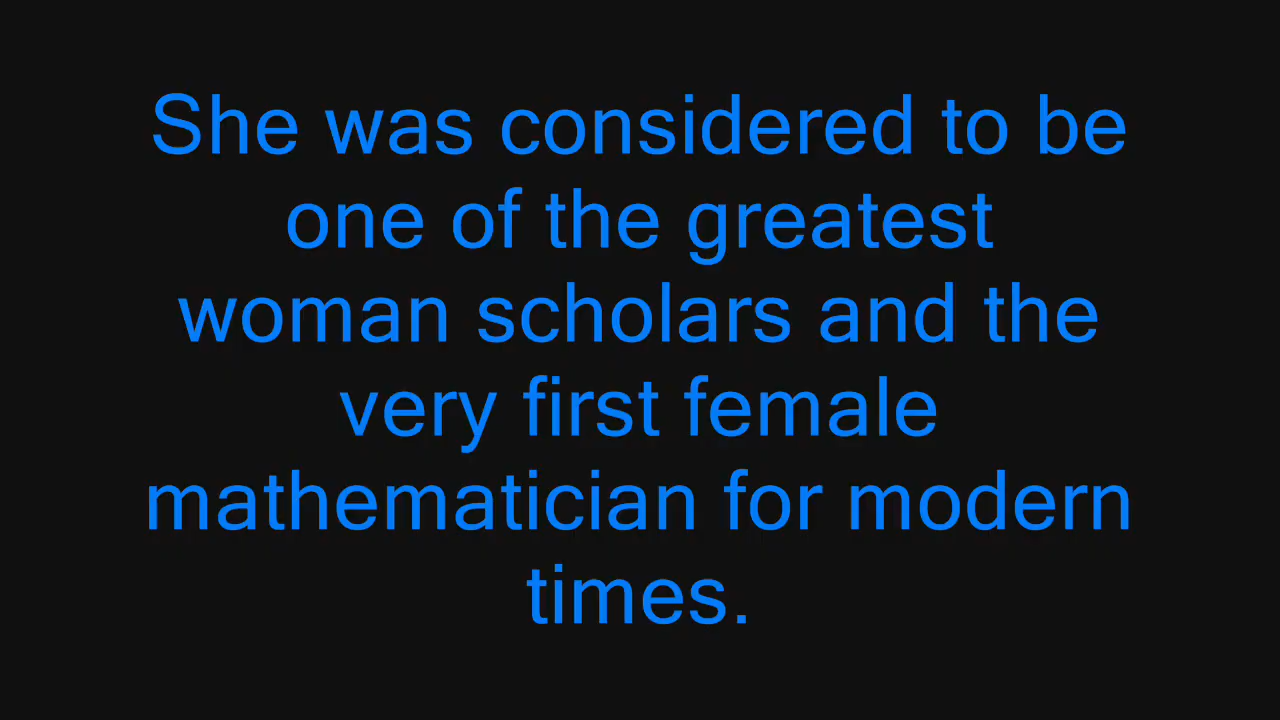 She was considered to be
one of the greatest
woman scholars and the
very first female
mathematician for modern
times.